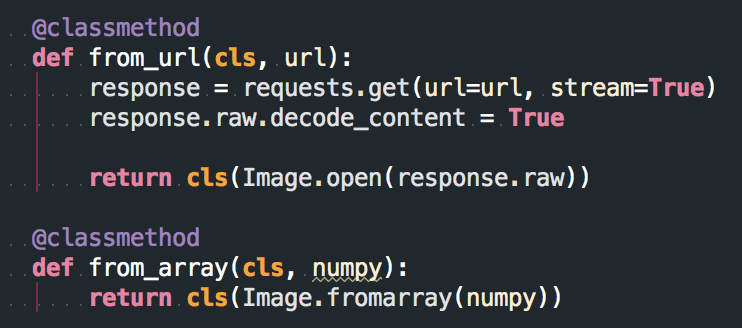 @classmethod
def from_url(cls, url):
response = requests.get(url=url, stream=True)
response.raw.decode_content = True
return cls(Image.open(response.raw))
@classmethod
def from_array(cls, numpy):
return cls(Image.fromarray(numpy))